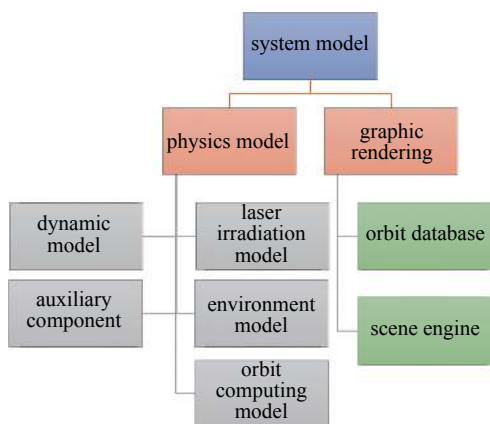 system model
physics model
graphic
rendering
dynamic
model
laser
irradiation model
orbit database
auxiliary
component
environment
model
scene engine
orbit
computing
model